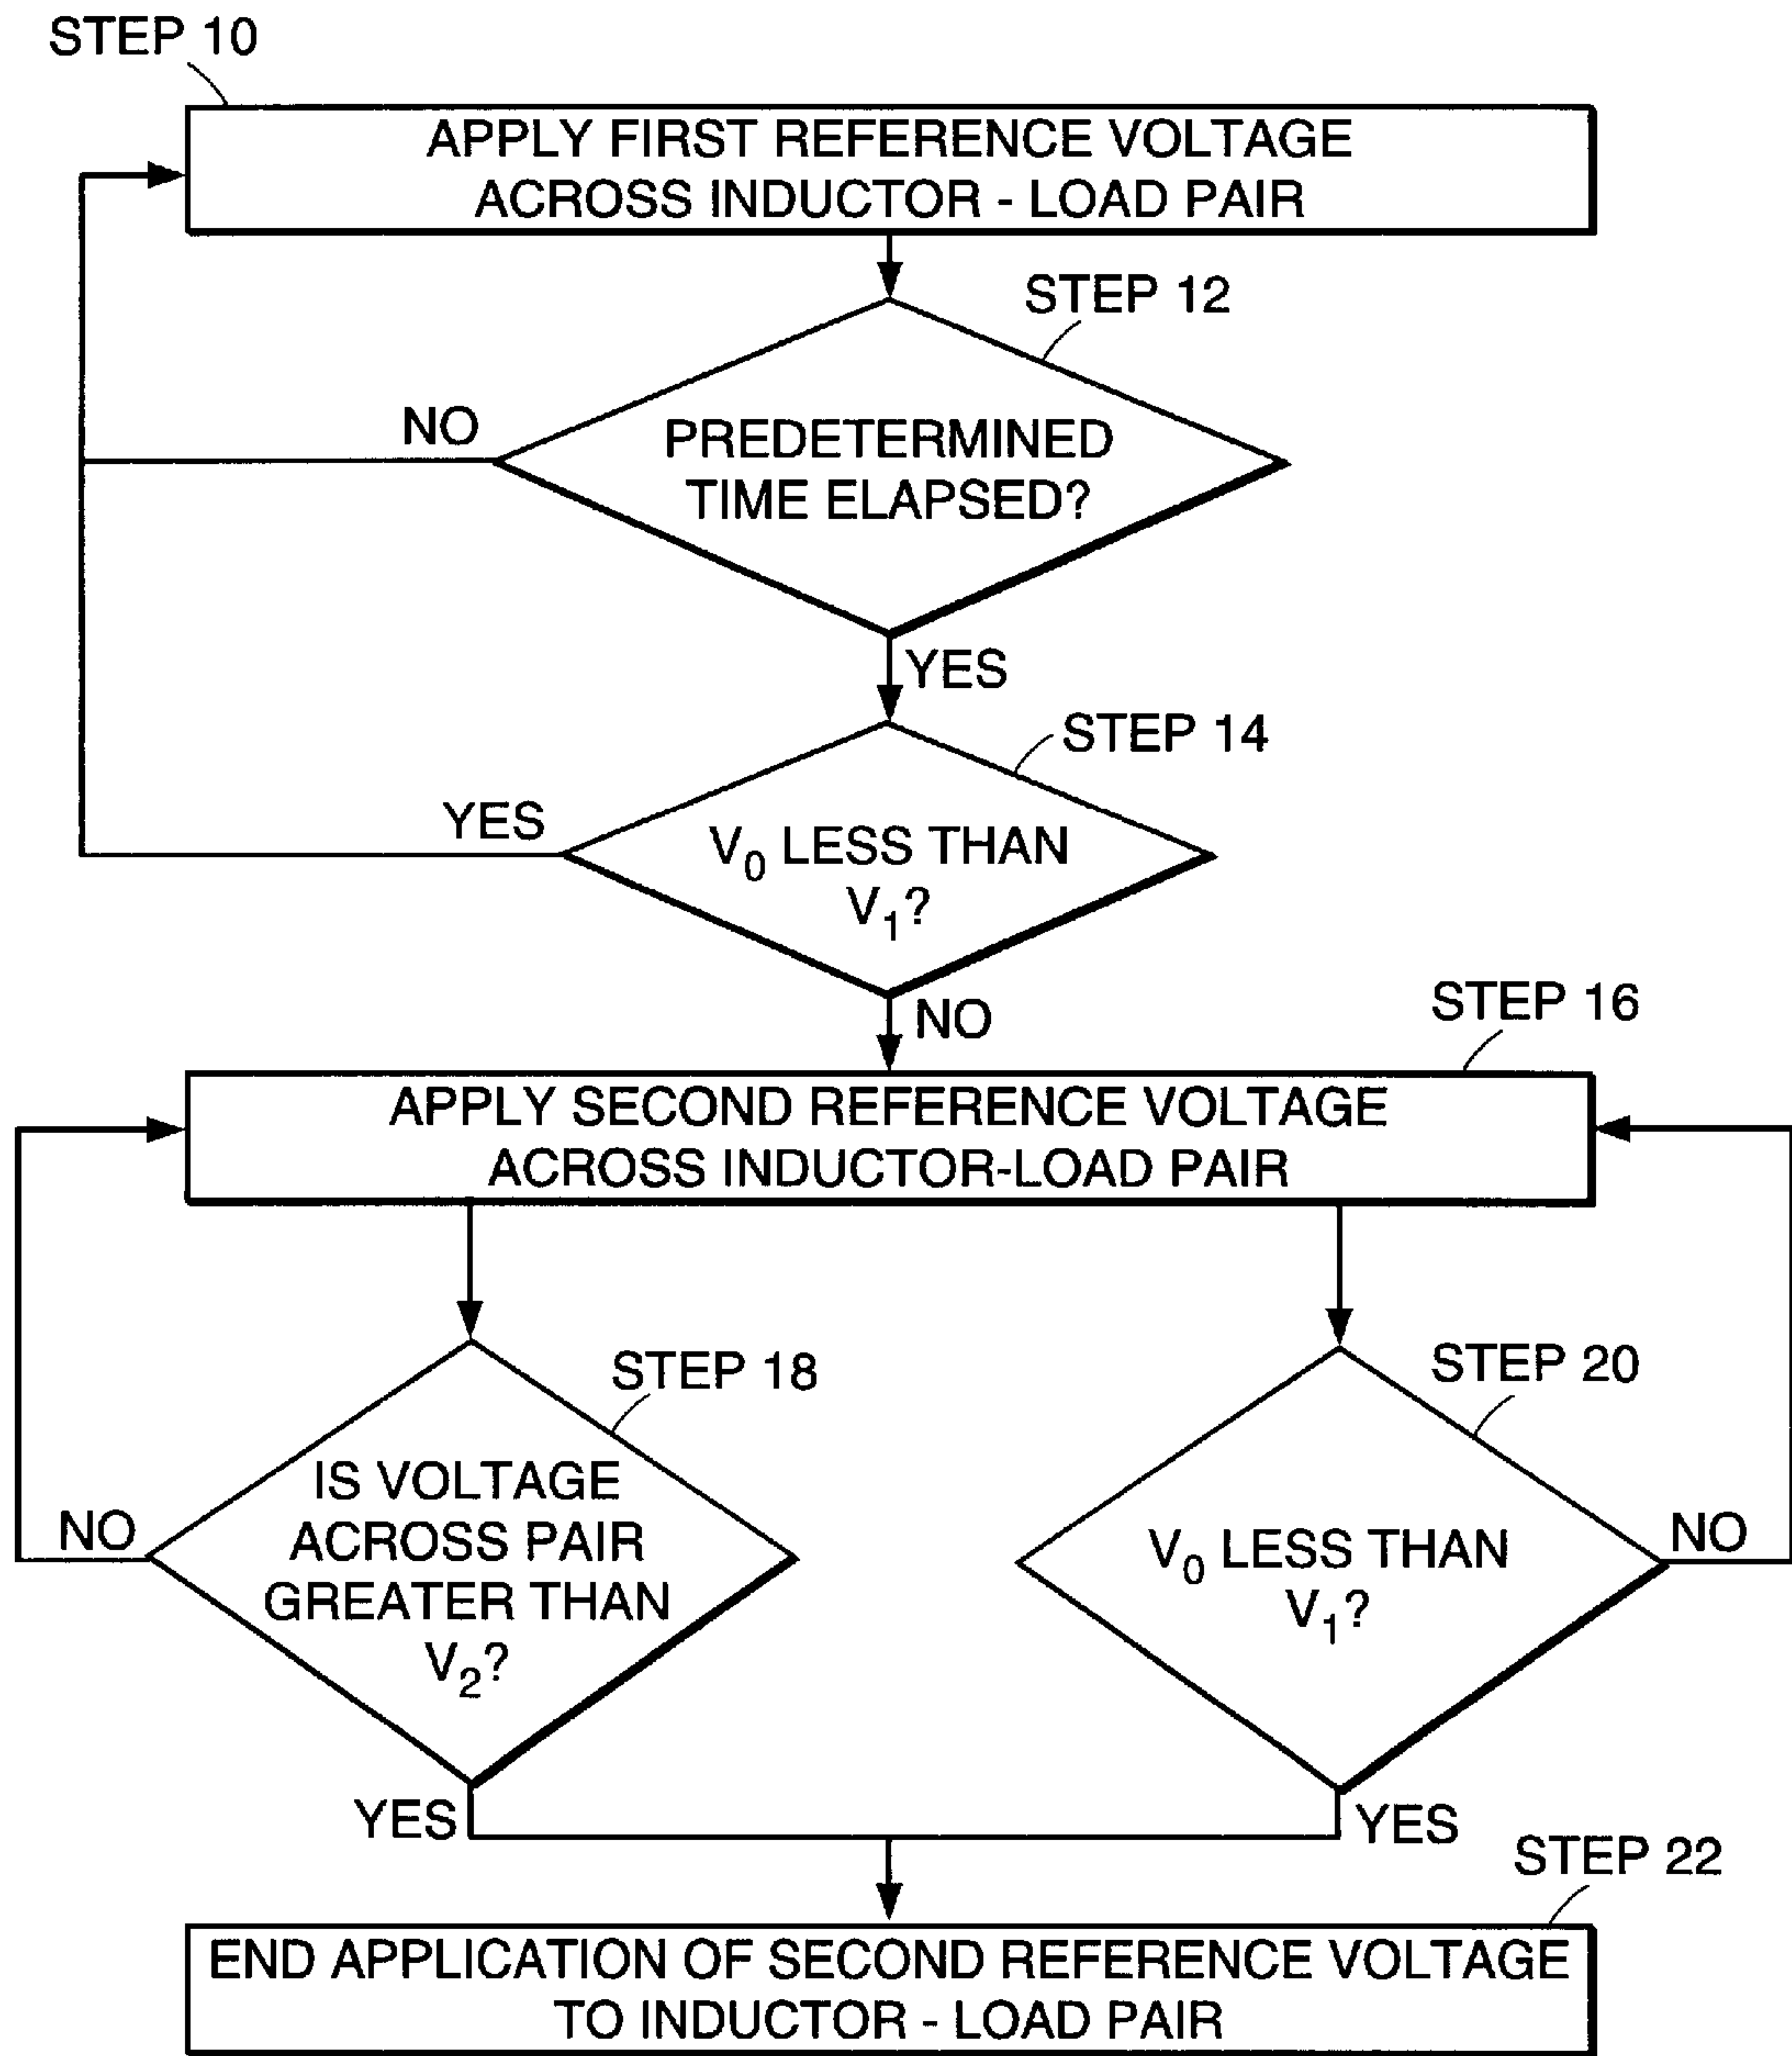 STEP 10
APPLY FIRST REFERENCE VOLTAGE
ACROSS INDUCTOR - LOAD PAIR
STEP 12
NO
PREDETERMINED
TIME ELAPSED?
YES
STEP 14
YES
V₀ LESS THAN
V₁?
NO
STEP 16
APPLY SECOND REFERENCE VOLTAGE
ACROSS INDUCTOR-LOAD PAIR
STEP 18
IS VOLTAGE
ACROSS PAIR
GREATER THAN
V₂?
NO
YES
STEP 20
V₀ LESS THAN
V₁?
NO
YES
STEP 22
END APPLICATION OF SECOND REFERENCE VOLTAGE
TO INDUCTOR - LOAD PAIR